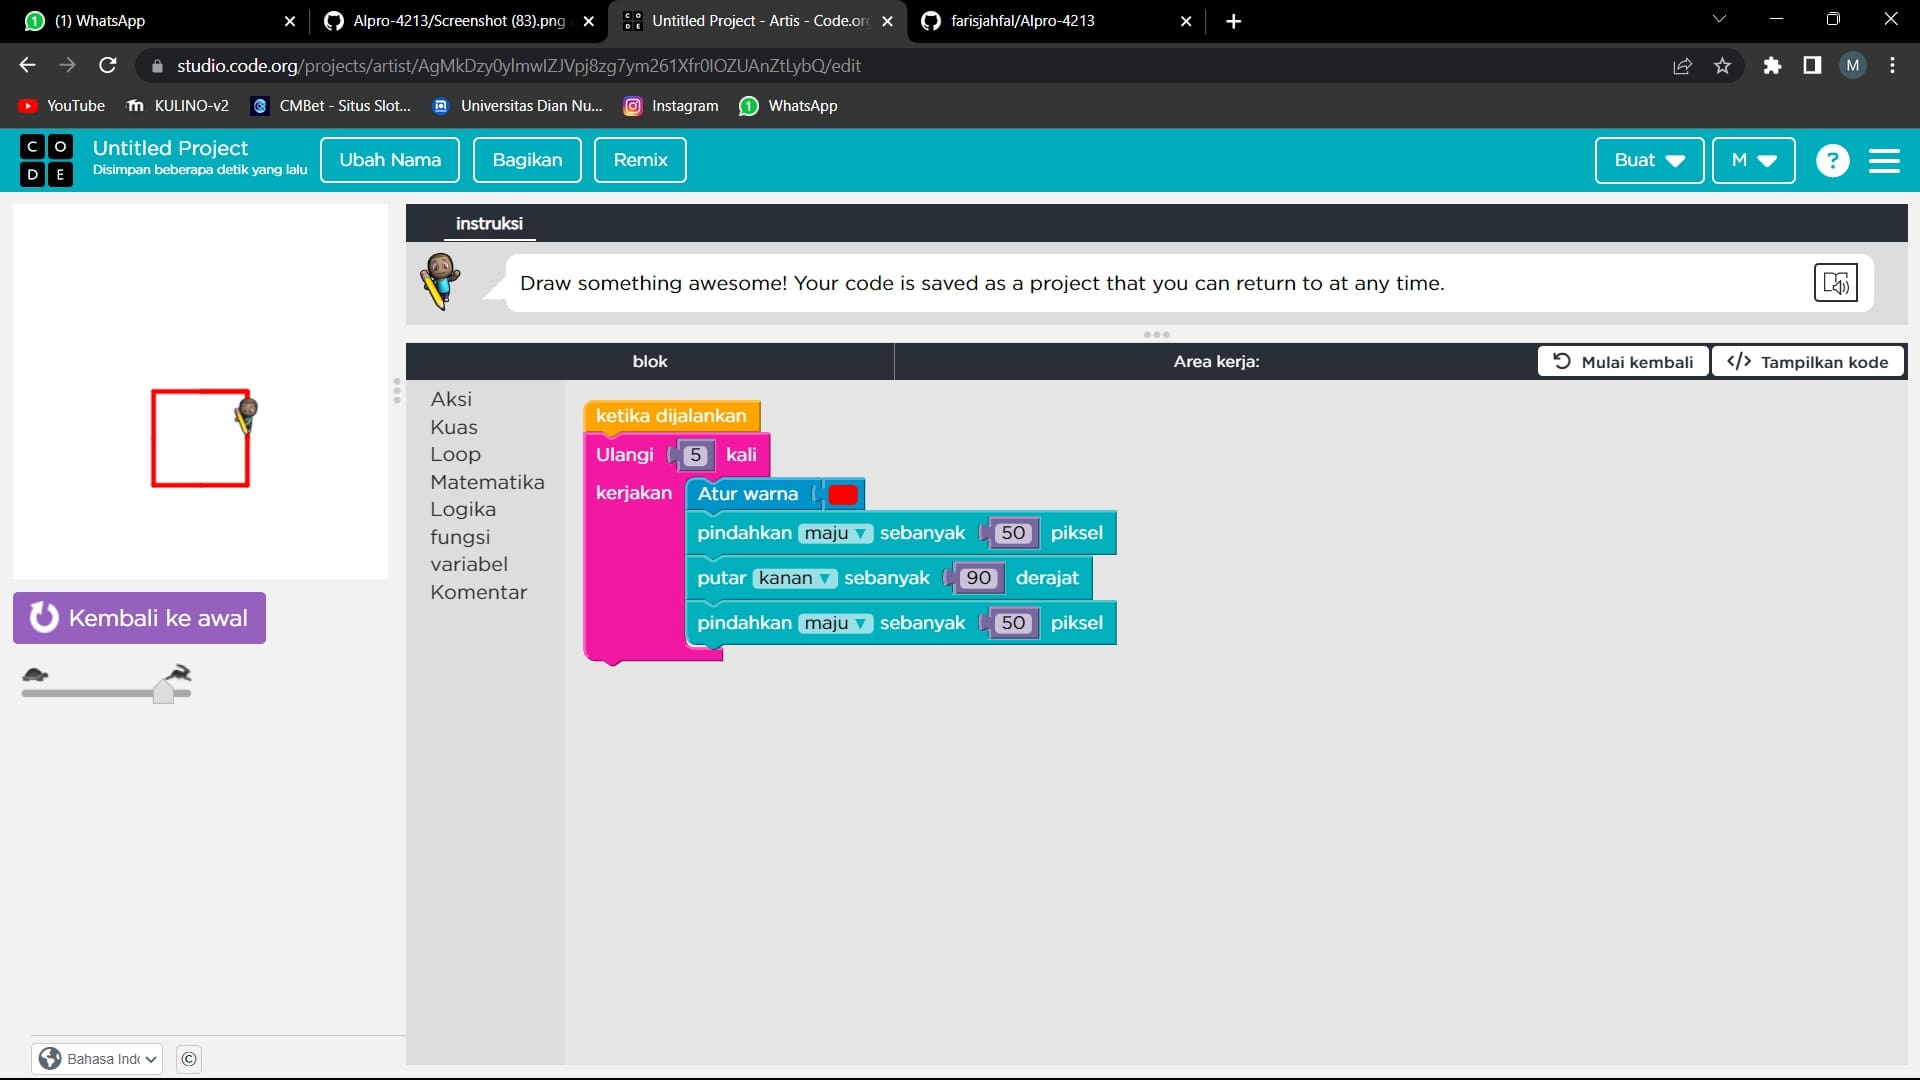 (1) WhatsApp
Alpro-4213/Screenshot (83).png
Untitled Project - Artis - Code.org
farisjahfal/Alpro-4213
studio.code.org/projects/artist/AgMkDzy0ylmwIZJVpj8zg7ym261Xfr0IOZUAnZtLybQ/edit
M
YouTube
KULINO-v2
CMBet - Situs Slot...
Universitas Dian Nu...
Instagram
WhatsApp
C O
D E
Untitled Project
Disimpan beberapa detik yang lalu
Ubah Nama
Bagikan
Remix
Buat
M
?
instruksi
Draw something awesome! Your code is saved as a project that you can return to at any time.
blok
Area kerja:
Mulai kembali
</> Tampilkan kode
Aksi
Kuas
Loop
Matematika
Logika
fungsi
variabel
Komentar
ketika dijalankan
Ulangi 5 kali
kerjakan
Atur warna
pindahkan maju sebanyak 50 piksel
putar kanan sebanyak 90 derajat
pindahkan maju sebanyak 50 piksel
Kembali ke awal
Bahasa Ind
©